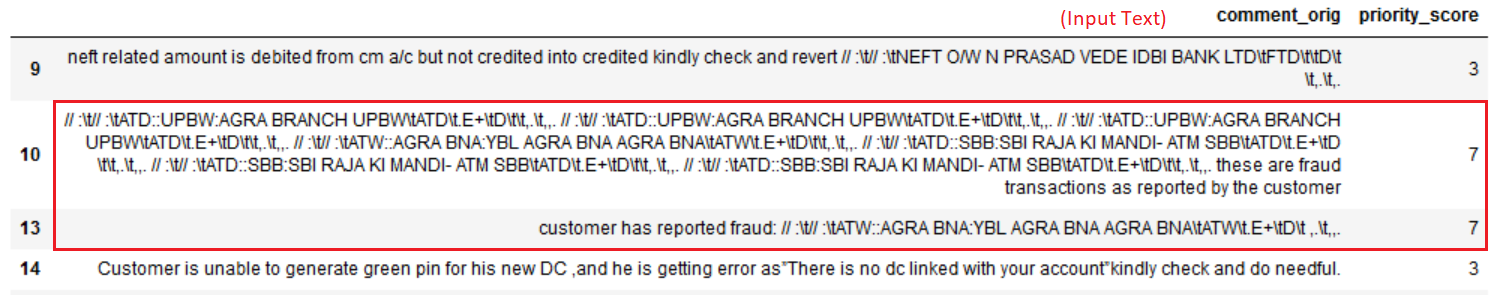 (Input Text) comment_orig priority_score
9 neft related amount is debited from cm a/c but not credited into credited kindly check and revert // :\t// :\tNEFT O/W N PRASAD VEDE IDBI BANK LTD\tFTD\t\tD\t
\t,.\t,. 3
// :\t// :\tATD::UPBW:AGRA BRANCH UPBW\tATD\t.E+\tD\t\t,.\t,,. // :\t// :\tATD::UPBW:AGRA BRANCH UPBW\tATD\t.E+\tD\t\t,.\t,,. // :\t// :\tATD::UPBW:AGRA BRANCH
UPBW\tATD\t.E+\tD\t\t,.\t,,. // :\t// :\tATW::AGRA BNA:YBL AGRA BNA AGRA BNA\tATW\t.E+\tD\t\t,.\t,,. // :\t// :\tATD::SBB:SBI RAJA KI MANDI- ATM SBB\tATD\t.E+\tD
10 \t\t,.\t,,. // :\t// :\tATD::SBB:SBI RAJA KI MANDI- ATM SBB\tATD\t.E+\tD\t\t,.\t,,. // :\t// :\tATD::SBB:SBI RAJA KI MANDI- ATM SBB\tATD\t.E+\tD\t\t,.\t,,. these are fraud 7
transactions as reported by the customer
13 customer has reported fraud: // :\t// :\tATW::AGRA BNA:YBL AGRA BNA AGRA BNA\tATW\t.E+\tD\t ,.\t,,. 7
14 Customer is unable to generate green pin for his new DC ,and he is getting error as"There is no dc linked with your account"kindly check and do needful. 3